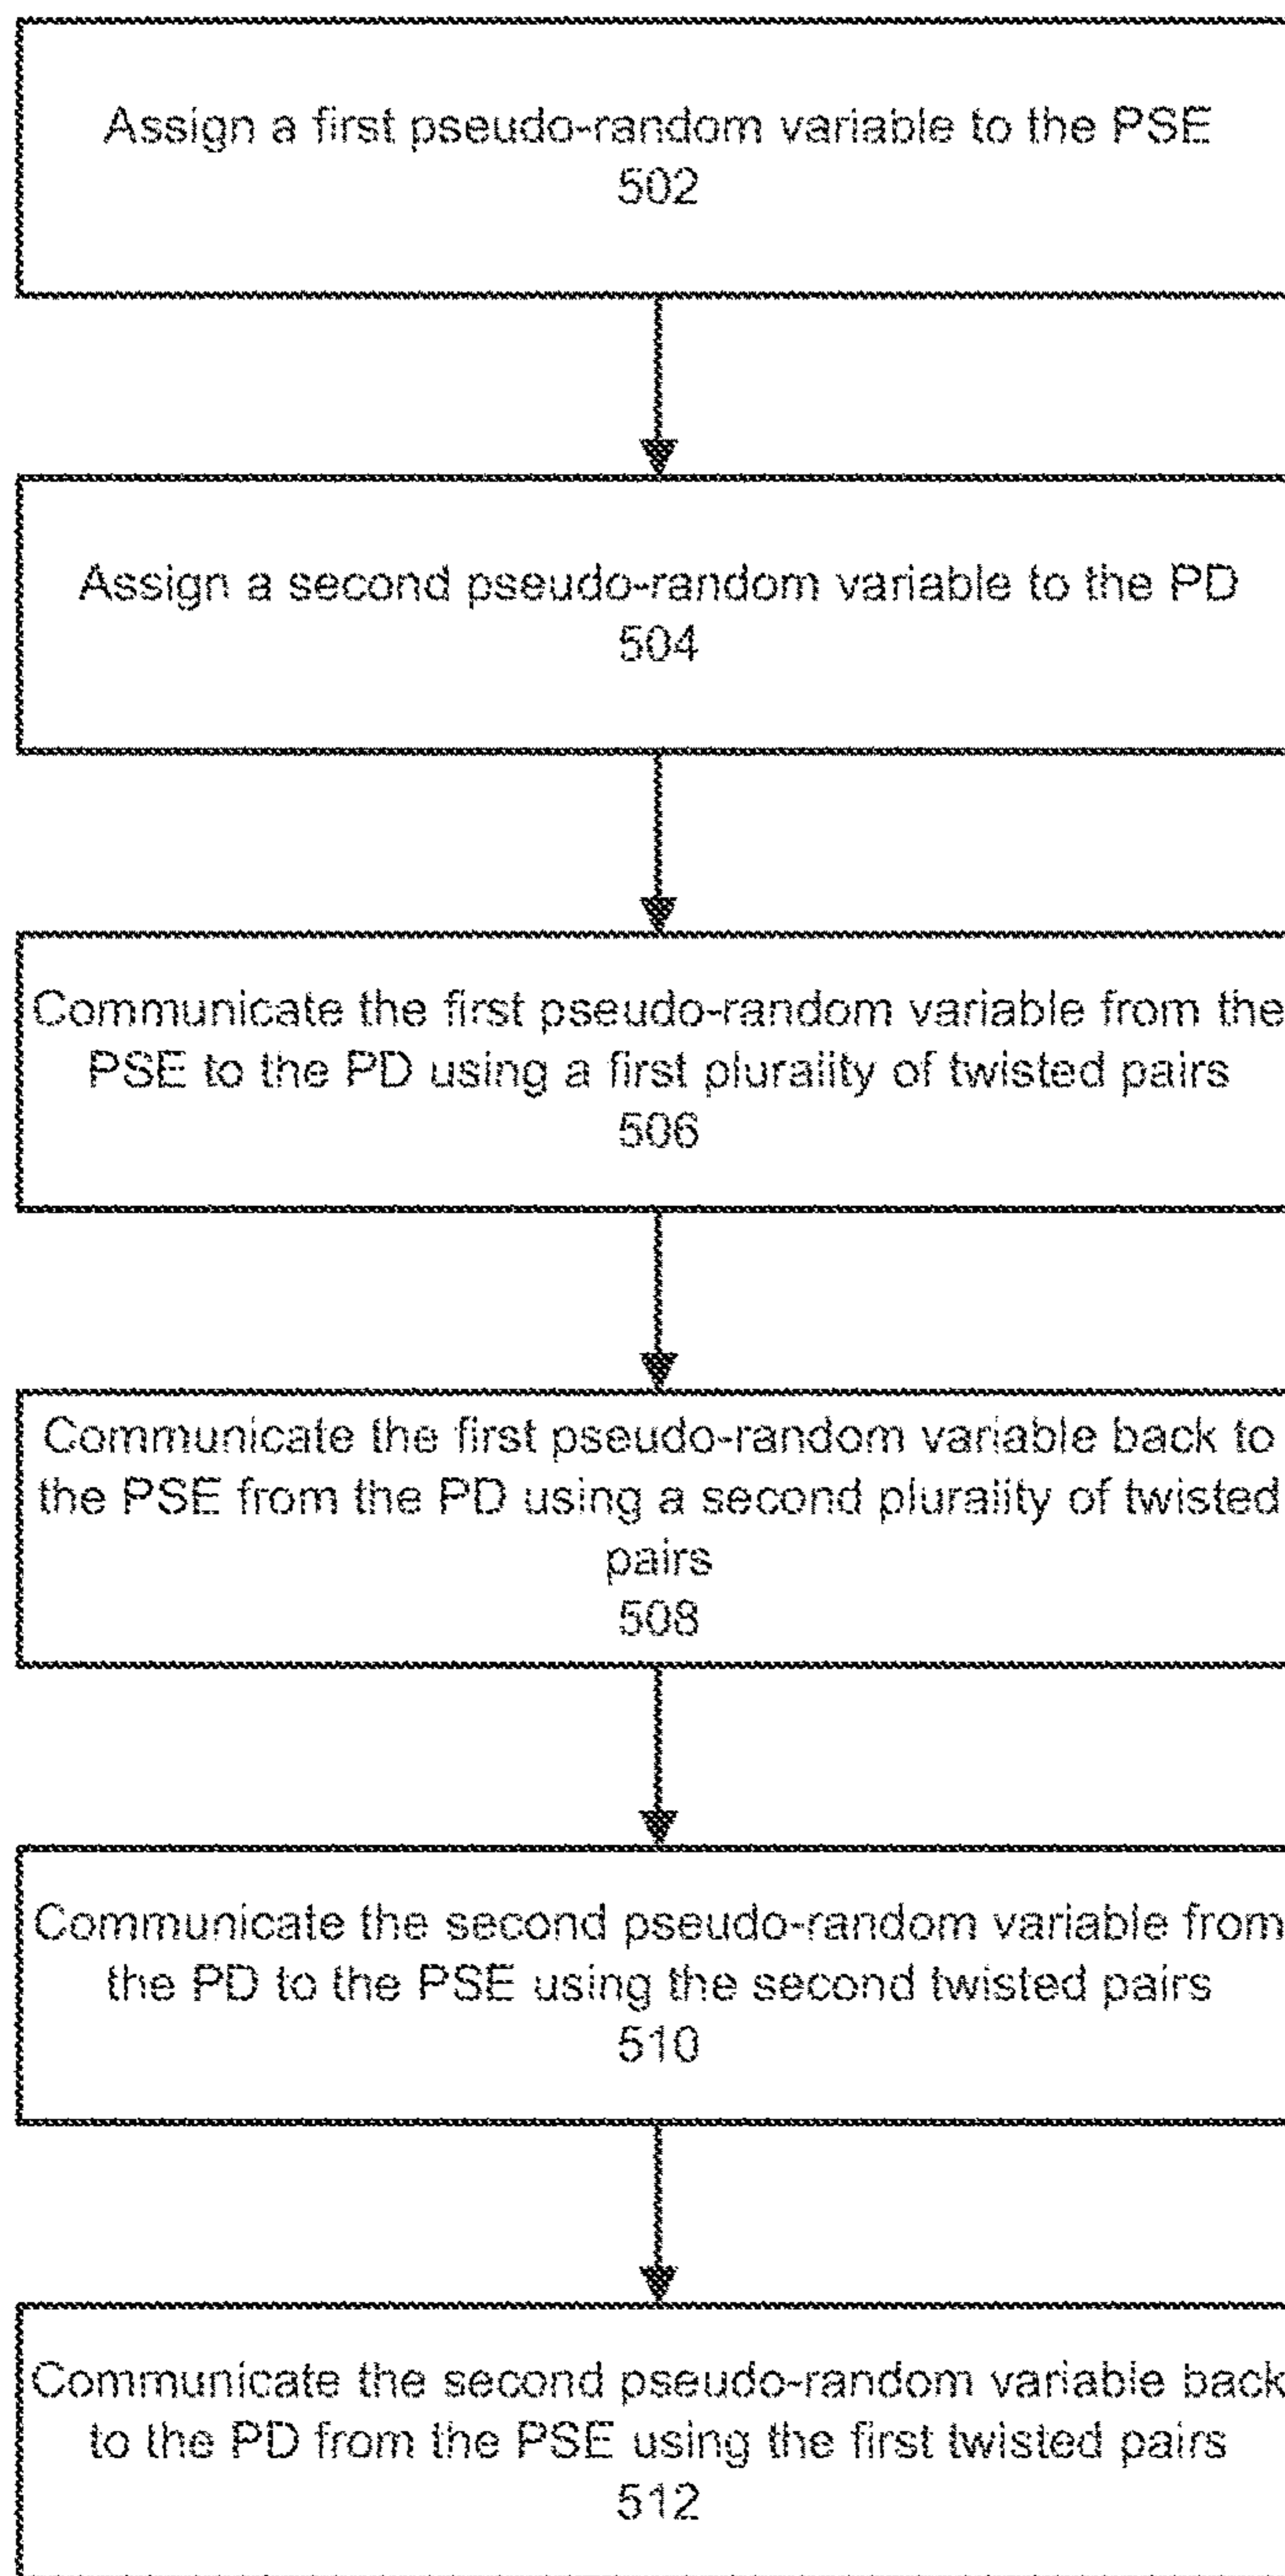 Assign a first pseudo-random variable to the PSE
502
Assign a second pseudo-random variable to the PD
504
Communicate the first pseudo-random variable from the
PSE to the PD using a first plurality of twisted pairs
506
Communicate the first pseudo-random variable back to
the PSE from the PD using a second plurality of twisted
pairs
508
Communicate the second pseudo-random variable from
the PD to the PSE using the second twisted pairs
510
Communicate the second pseudo-random variable back
to the PD from the PSE using the first twisted pairs
512